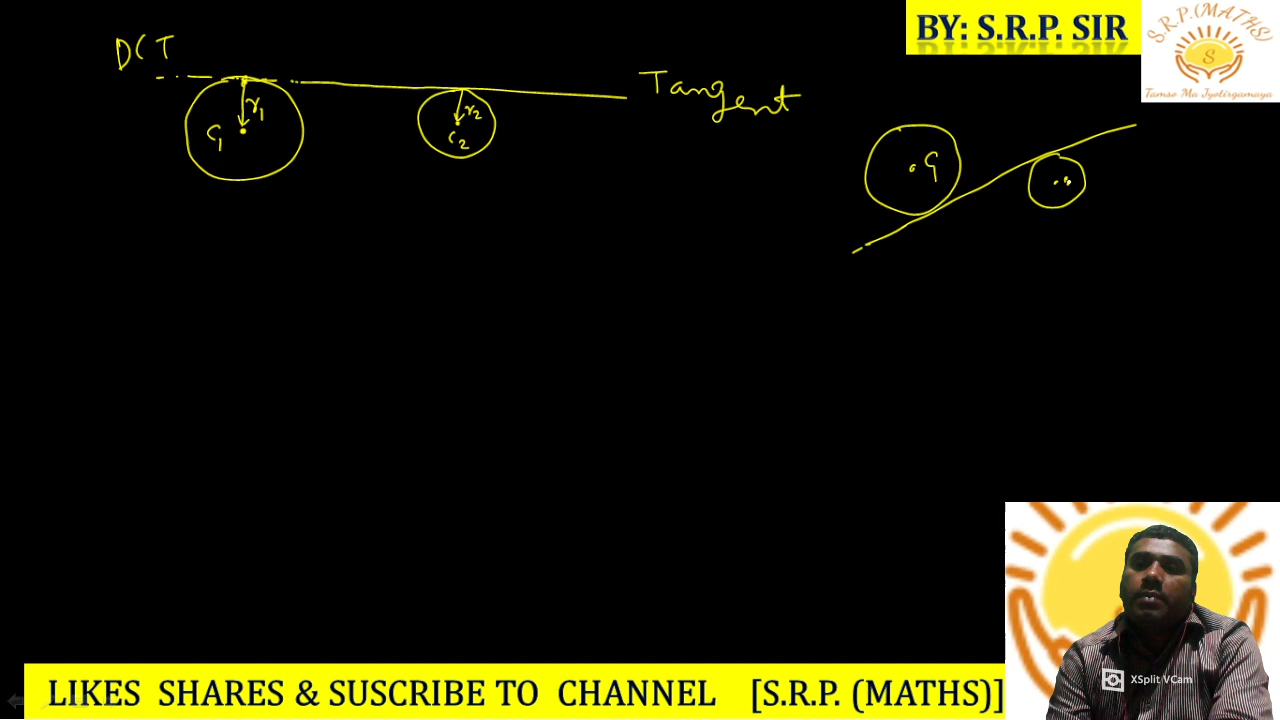 BY: S.R.P. SIR
S.R.P.(MATHS)
S
Tamso Ma Jyotirgamaya
DCT
Tangent
r1
C1
r2
C2
C1
XSplit VCam
LIKES SHARES & SUSCRIBE TO CHANNEL [S.R.P. (MATHS)]